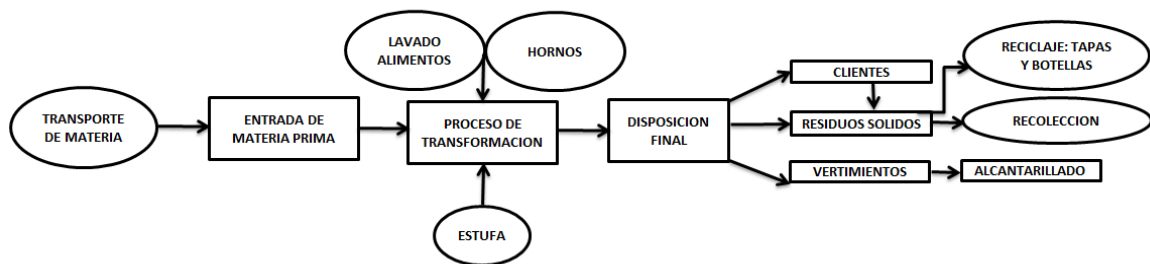 TRANSPORTE
DE MATERIA
ENTRADA DE
MATERIA PRIMA
LAVADO
ALIMENTOS
HORNOS
PROCESO DE
TRANSFORMACION
ESTUFA
DISPOSICION
FINAL
CLIENTES
RESIDUOS SOLIDOS
VERTIMIENTOS
RECICLAJE: TAPAS
Y BOTELLAS
RECOLECCION
ALCANTARILLADO